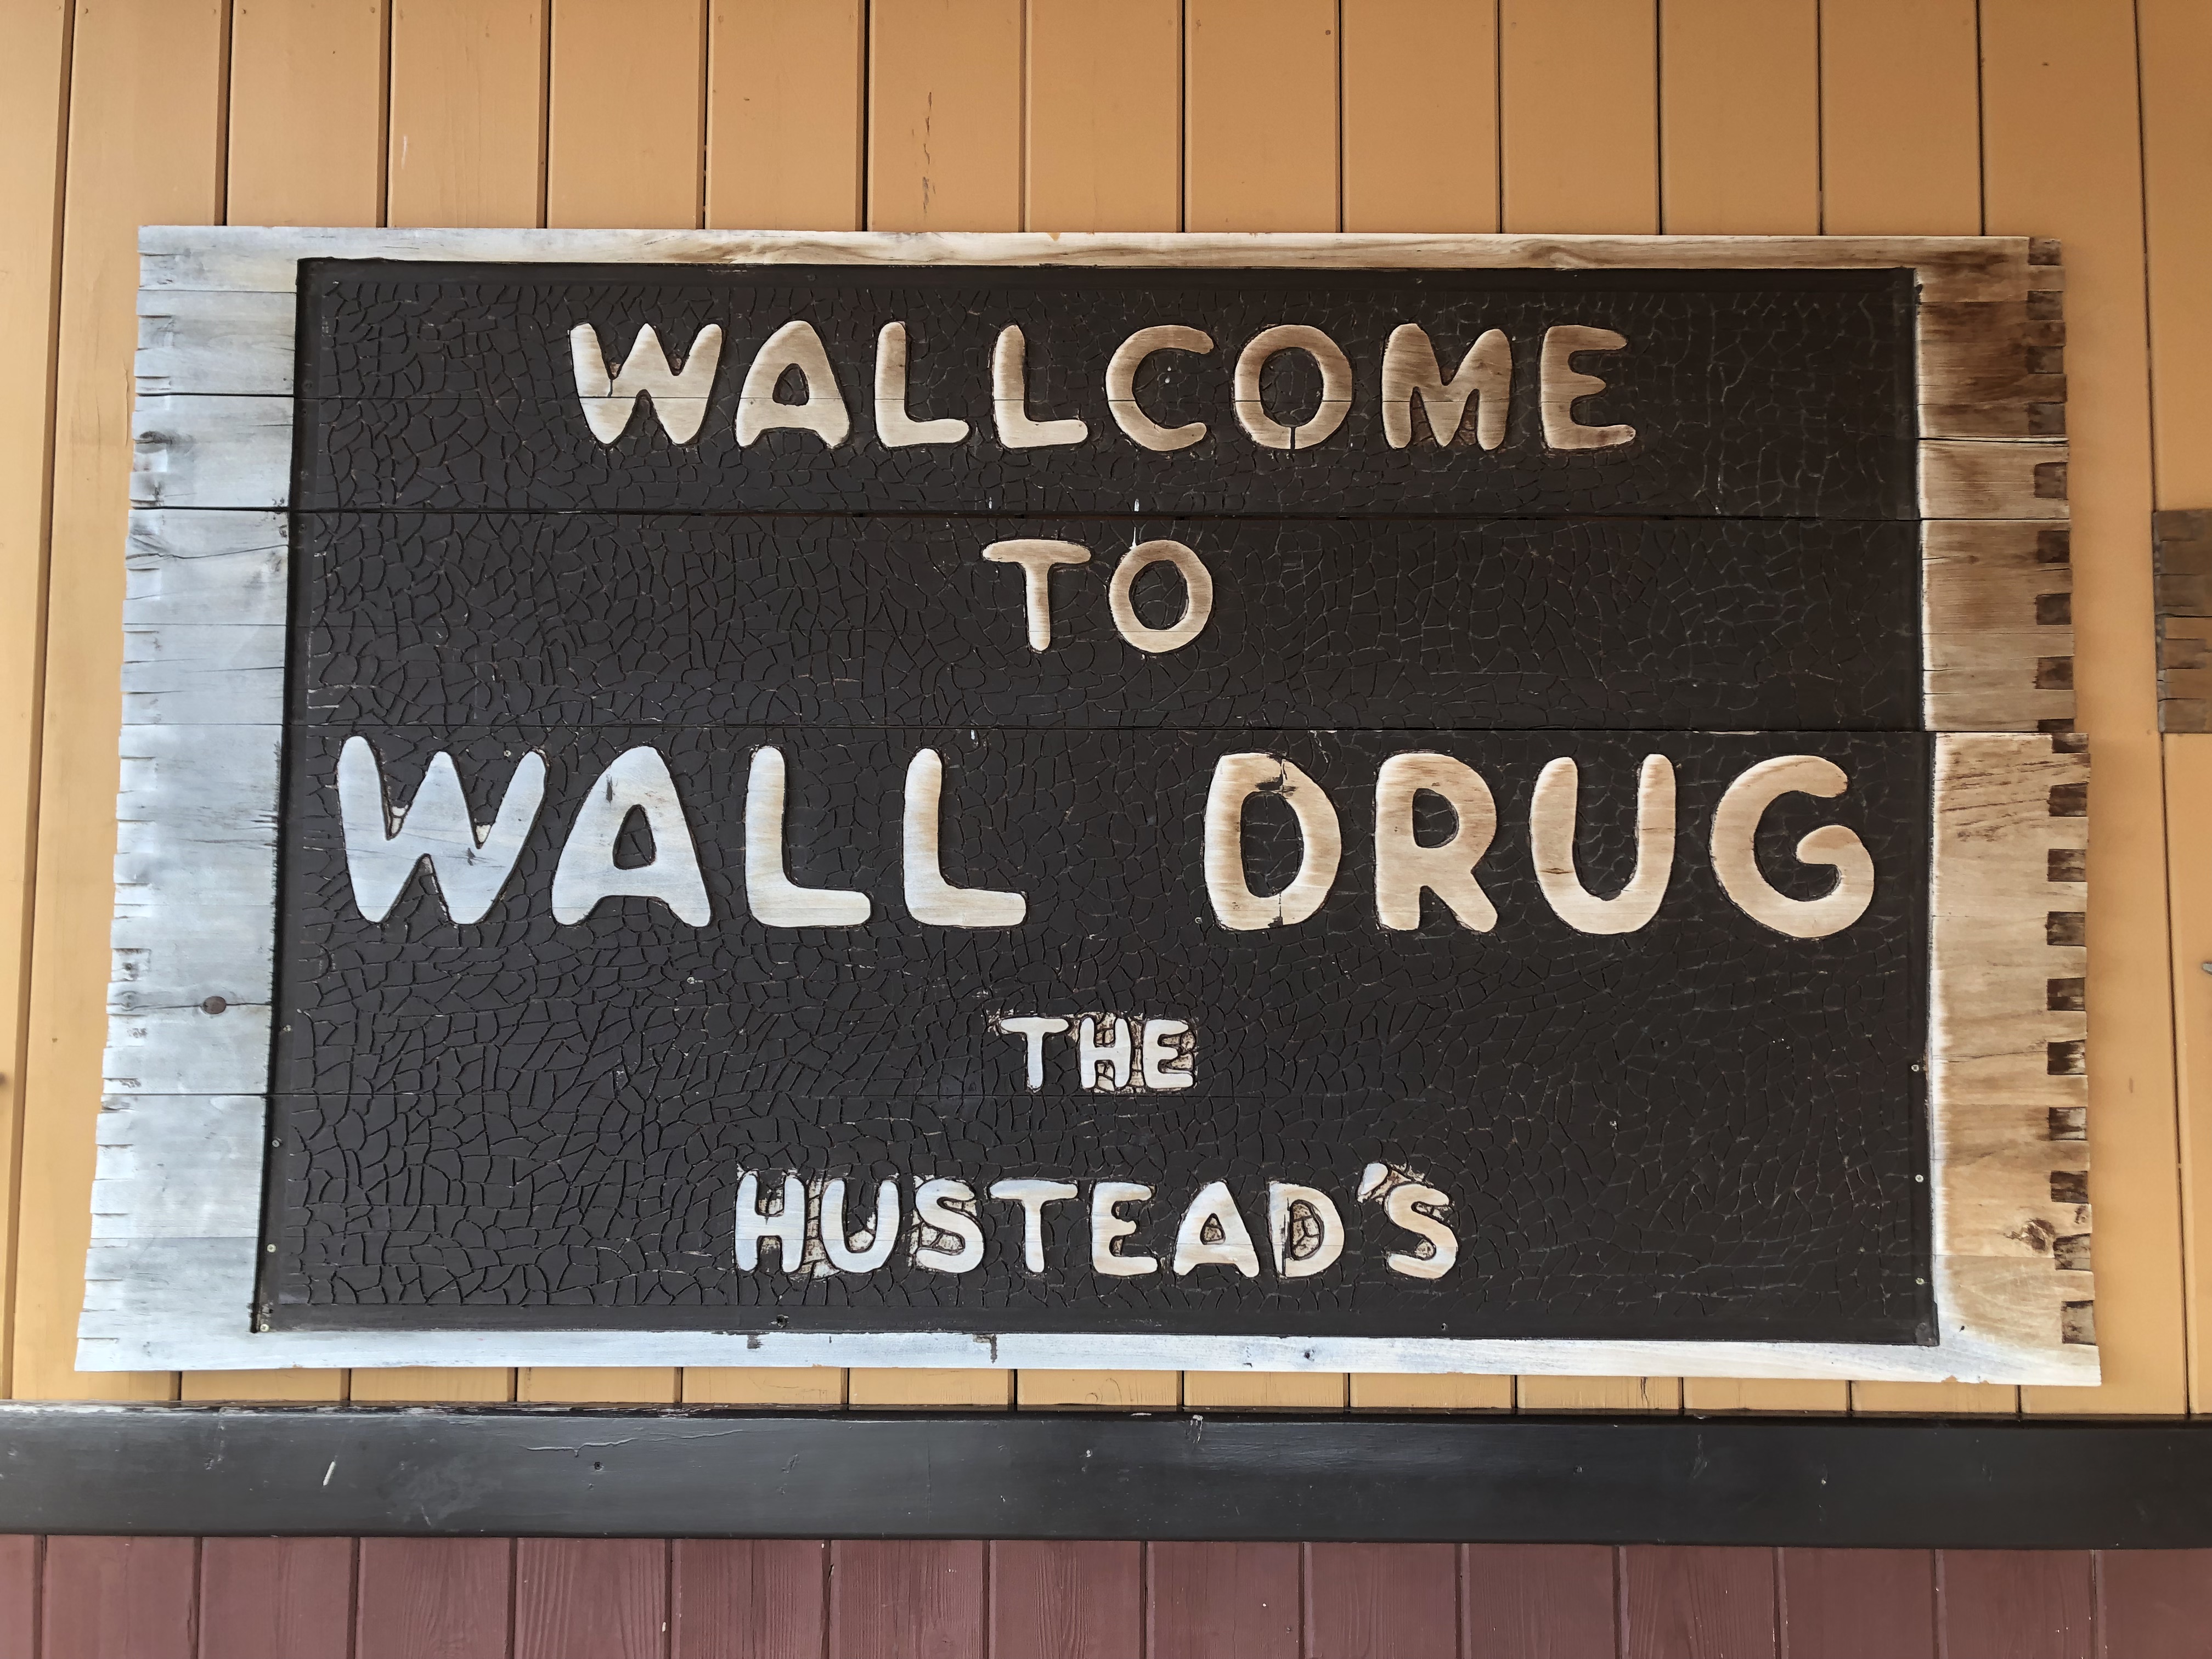 WALLCOME
TO
WALL DRUG
THE
HUSTEAD'S